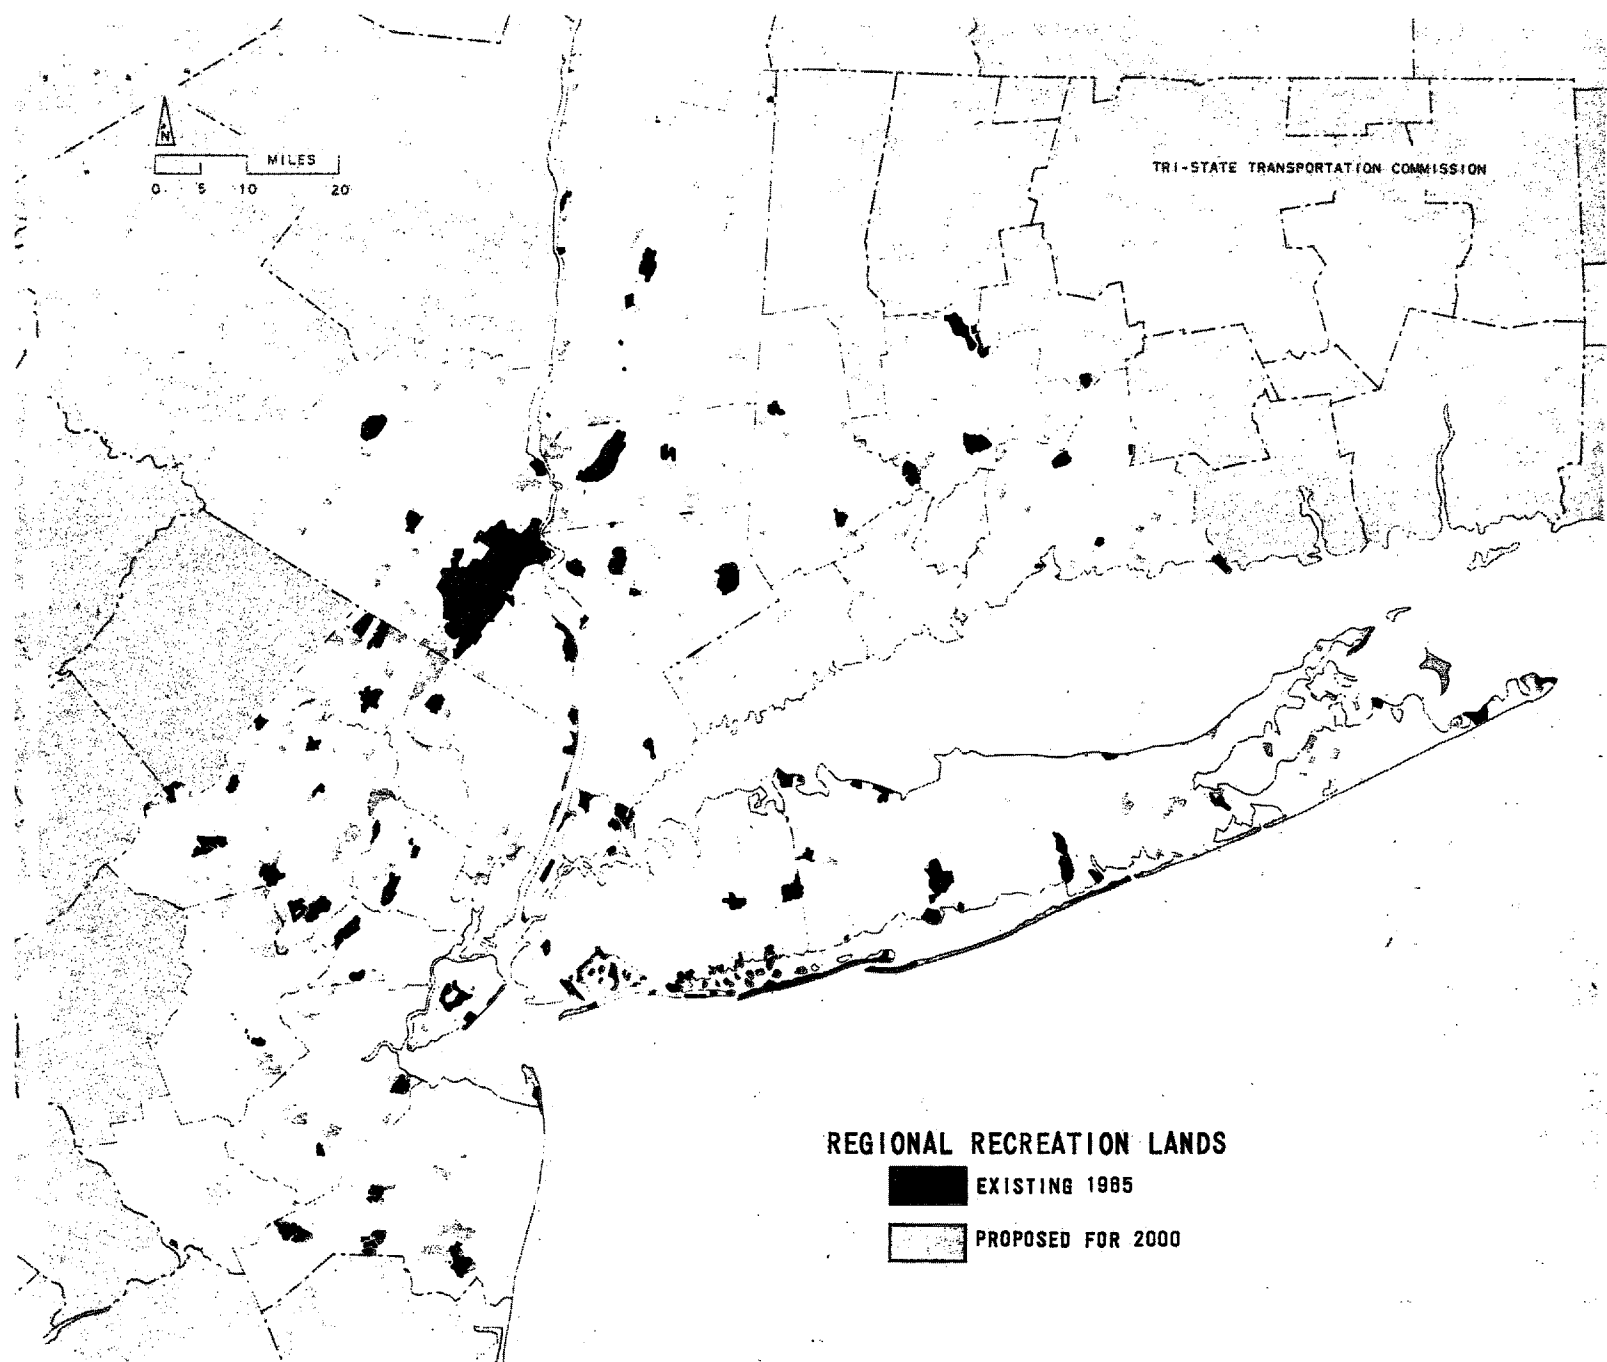 N
MILES
0 5 10 20
TRI-STATE TRANSPORTATION COMMISSION
REGIONAL RECREATION LANDS
EXISTING 1965
PROPOSED FOR 2000